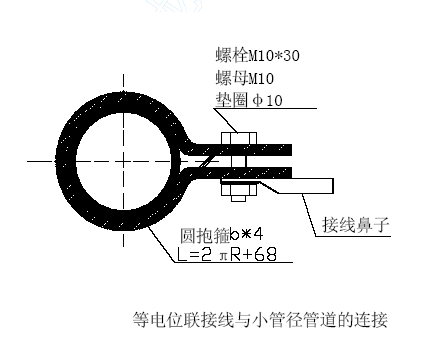 螺栓M10*30
螺母M10
垫圈φ10
接线鼻子
圆抱箍b*4
L=2πR+68
等电位联接线与小管径管道的连接